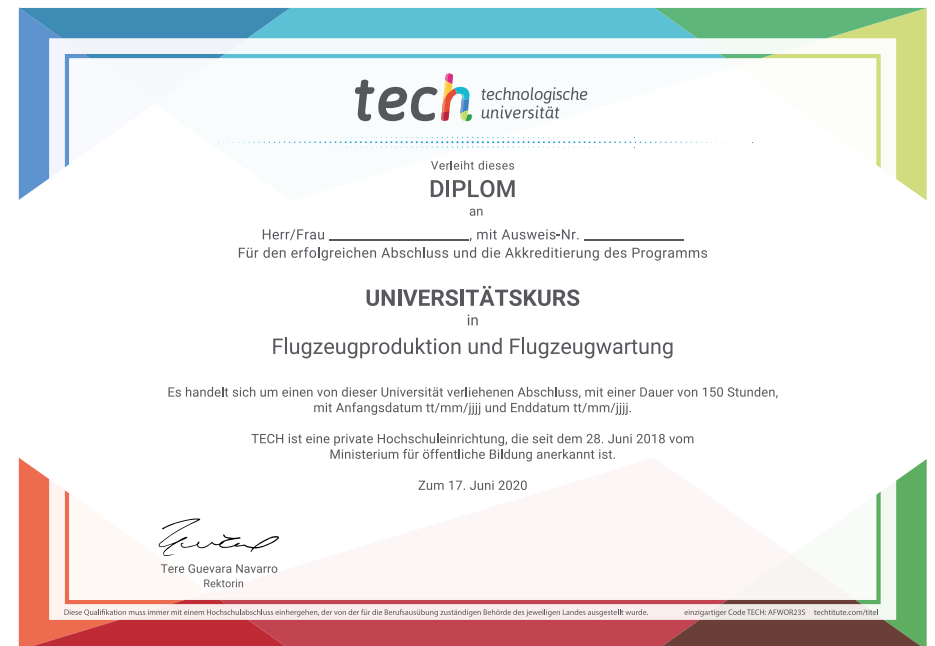 tech technologische
universität
Verleiht dieses
DIPLOM
an
Herr/Frau ____________, mit Ausweis-Nr. ____________
Für den erfolgreichen Abschluss und die Akkreditierung des Programms
UNIVERSITÄTSKURS
in
Flugzeugproduktion und Flugzeugwartung
Es handelt sich um einen von dieser Universität verliehenen Abschluss, mit einer Dauer von 150 Stunden,
mit Anfangsdatum tt/mm/jjjj und Enddatum tt/mm/jjjj.
TECH ist eine private Hochschuleinrichtung, die seit dem 28. Juni 2018 vom
Ministerium für öffentliche Bildung anerkannt ist.
Zum 17. Juni 2020
Tere Guevara Navarro
Rektorin
Diese Qualifikation muss immer mit einem Hochschulabschluss einhergehen, der von der für die Berufsausübung zuständigen Behörde des jeweiligen Landes ausgestellt wurde. einzigartiger Code TECH: AFWOR235 techtitute.com/titel